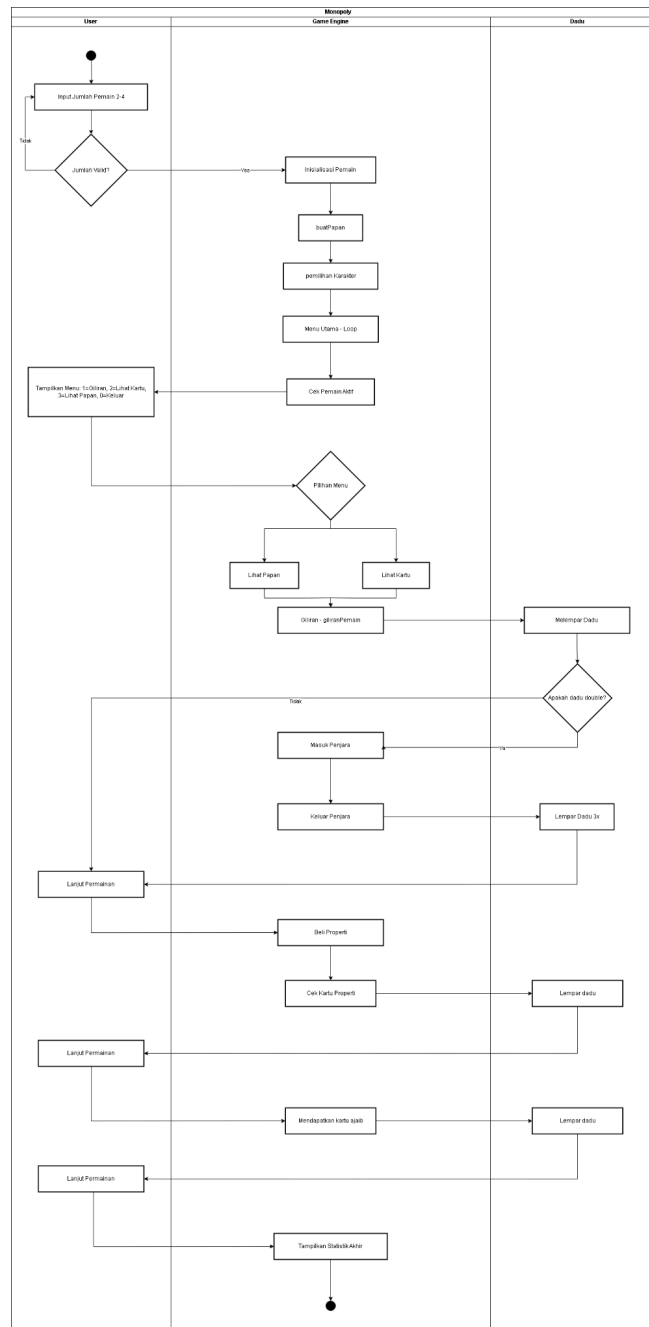 Monopoly
User
Game Engine
Dadu
Input Jumlah Pemain 2-4
Tidak
Jumlah Valid?
Yes
Inisialisasi Pemain
buatPapan
pemilihan Karakter
Menu Utama - Loop
Cek Pemain Aktif
Tampilkan Menu: 1=Giliran, 2=Lihat Kartu,
3=Lihat Papan, 0=Keluar
Pilihan Menu
Lihat Papan
Lihat Kartu
Giliran - giliranPemain
Melempar Dadu
Apakah dadu double?
Tidak
Ya
Masuk Penjara
Keluar Penjara
Lempar Dadu 3x
Lanjut Permainan
Beli Properti
Cek Kartu Properti
Lempar dadu
Lanjut Permainan
Mendapatkan kartu ajaib
Lempar dadu
Lanjut Permainan
Tampilkan Statistik Akhir